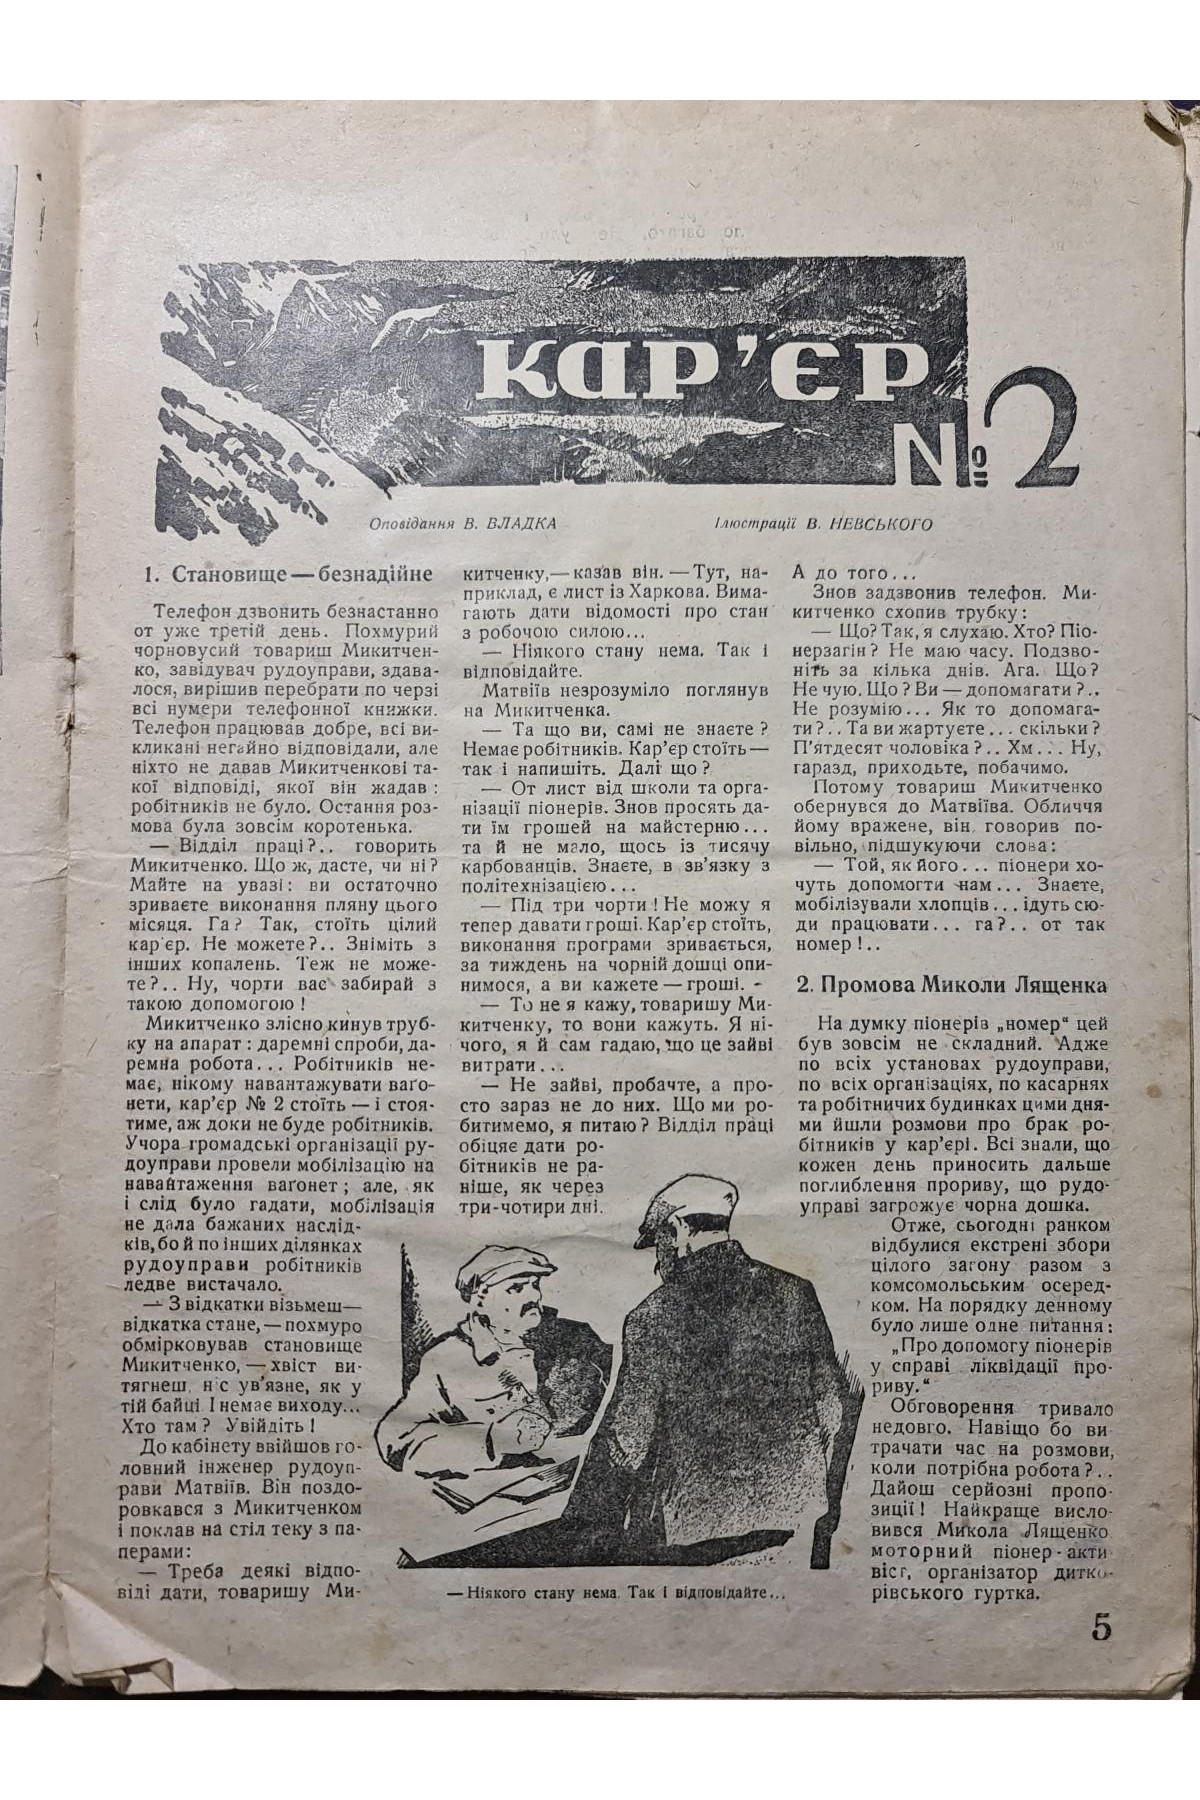 КАР’ЄР
№ 2
Оповідання В. ВЛАДКА
Ілюстрації В. НЕВСЬКОГО
1. Становище — безнадійне
Телефон дзвонить безнастанно
от уже третій день. Похмурий
чорновусий товариш Микитчен-
ко, завідувач рудоуправи, здава-
лося, вирішив перебрати по черзі
всі нумери телефонної книжки.
Телефон працював добре, всі ви-
кликані негайно відповідали, але
ніхто не давав Микитченкові та-
кої відповіді, якої він жадав:
робітників не було. Остання роз-
мова була зовсім коротенька.
— Відділ праці?.. говорить
Микитченко. Що ж, дасте, чи ні?
Майте на увазі: ви остаточно
зриваєте виконання пляну цього
місяця. Га? Так, стоїть цілий
кар'єр. Не можете?.. Зніміть з
інших копалень. Теж не може-
те?.. Ну, чорти вас забирай з
такою допомогою!
Микитченко злісно кинув труб-
ку на апарат: даремні спроби, да-
ремна робота... Робітників не-
має, нікому навантажувати ваґо-
нети, кар'єр № 2 стоїть — і стоя-
тиме, аж доки не буде робітників.
Учора громадські організації ру-
доуправи провели мобілізацію на
навантаження ваґонет; але, як
і слід було гадати, мобілізація
не дала бажаних наслід-
ків, бо й по інших ділянках
рудоуправи робітників
ледве вистачало.
— З відкатки візьмеш—
відкатка стане, — похмуро
обмірковував становище
Микитченко, — хвіст ви-
тягнеш, ніс ув'язне, як у
тій байці. І немає виходу...
Хто там? Увійдіть!
До кабінету ввійшов го-
ловний інженер рудоуп-
рави Матвіїв. Він поздо-
ровкався з Микитченком
і поклав на стіл теку з па-
перами:
— Треба деякі відпо-
віді дати, товаришу Ми-
китченку,— казав він. — Тут, на-
приклад, є лист із Харкова. Вима-
гають дати відомості про стан
з робочою силою...
— Ніякого стану нема. Так і
відповідайте.
Матвіїв незрозуміло поглянув
на Микитченка.
— Та що ви, самі не знаєте?
Немає робітників. Кар'єр стоїть —
так і напишіть. Далі що?
— От лист від школи та орга-
нізації піонерів. Знов просять да-
ти їм грошей на майстерню...
та й не мало, щось із тисячу
карбованців. Знаєте, в зв'язку з
політехнізацією...
— Під три чорти! Не можу я
тепер давати гроші. Кар'єр стоїть,
виконання програми зривається,
за тиждень на чорній дошці опи-
нимося, а ви кажете — гроші.
— То не я кажу, товаришу Ми-
китченку, то вони кажуть. Я ні-
чого, я й сам гадаю, що це зайві
витрати...
— Не зайві, пробачте, а про-
сто зараз не до них. Що ми ро-
битимемо, я питаю? Відділ праці
обіцяє дати ро-
бітників не ра-
ніше, як через
три-чотири дні.
— Ніякого стану нема. Так і відповідайте...
А до того...
Знов задзвонив телефон. Ми-
китченко схопив трубку:
— Що? Так, я слухаю. Хто? Піо-
нерзагін? Не маю часу. Подзво-
ніть за кілька днів. Ага. Що?
Не чую. Що? Ви — допомагати?..
Не розумію... Як то допомага-
ти?.. Та ви жартуєте... скільки?
П'ятдесят чоловіка?.. Хм... Ну,
гаразд, приходьте, побачимо.
Потому товариш Микитченко
обернувся до Матвіїва. Обличчя
йому вражене, він говорив по-
вільно, підшукуючи слова:
— Той, як його... піонери хо-
чуть допомогти нам... Знаєте,
мобілізували хлопців... ідуть сю-
ди працювати... га?.. от так
номер!..
2. Промова Миколи Лященка
На думку піонерів „номер“ цей
був зовсім не складний. Адже
по всіх установах рудоуправи,
по всіх організаціях, по касарнях
та робітничих будинках цими дня-
ми йшли розмови про брак ро-
бітників у кар'єрі. Всі знали, що
кожен день приносить дальше
поглиблення прориву, що рудо-
управі загрожує чорна дошка.
Отже, сьогодні ранком
відбулися екстрені збори
цілого загону разом з
комсомольським осеред-
ком. На порядку денному
було лише одне питання:
„Про допомогу піонерів
у справі ліквідації про-
риву.“
Обговорення тривало
недовго. Навіщо бо ви-
трачати час на розмови,
коли потрібна робота?..
Дайош серйозні пропо-
зиції! Найкраще висло-
вився Микола Лященко
моторний піонер-акти-
віст, організатор дитко-
рівського гуртка.
5